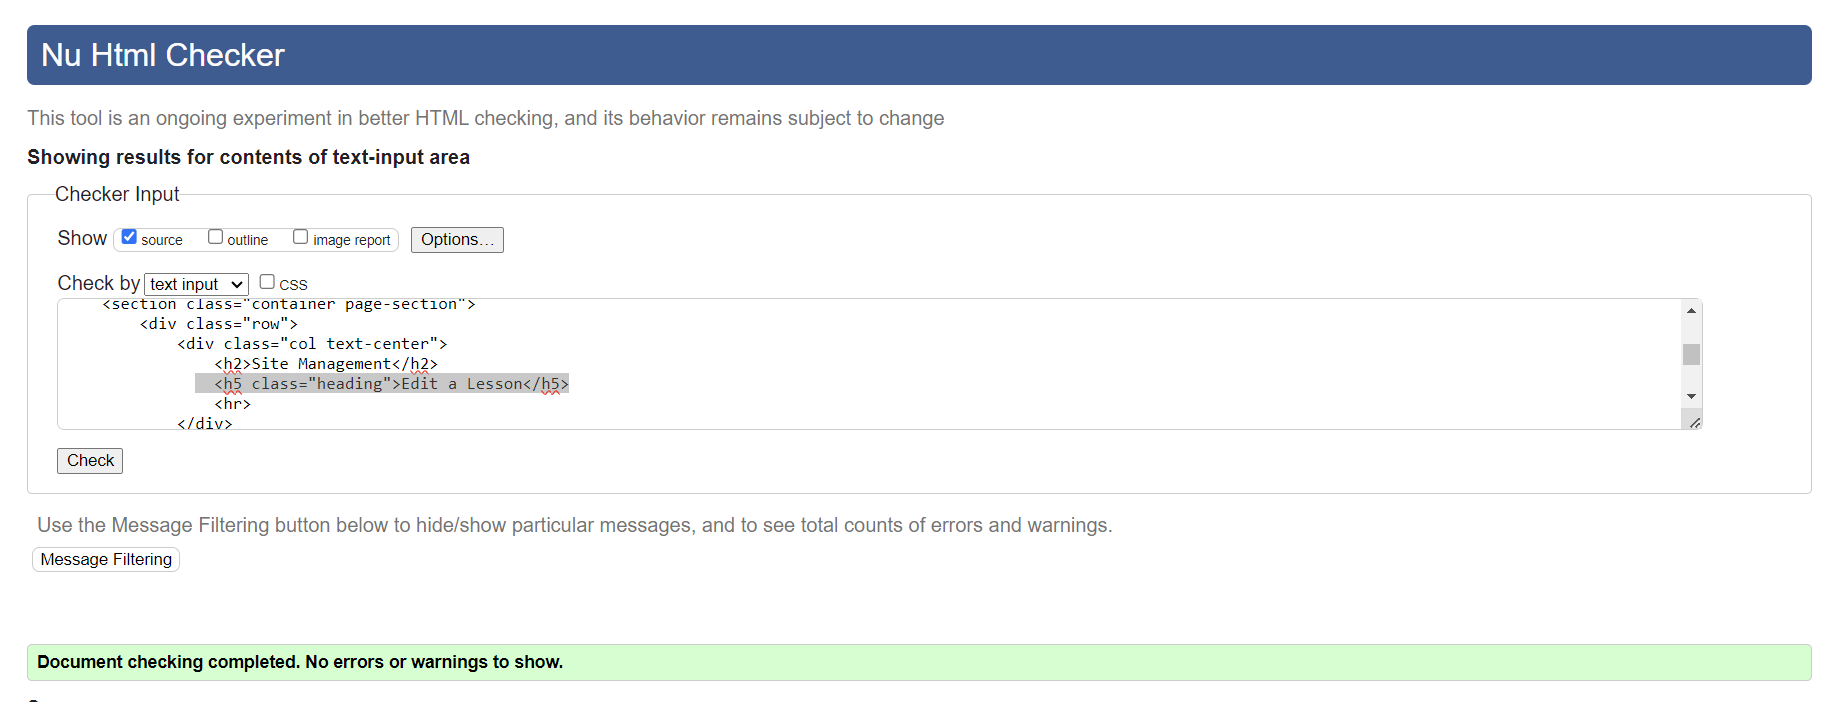 Nu Html Checker
This tool is an ongoing experiment in better HTML checking, and its behavior remains subject to change
Showing results for contents of text-input area
Checker Input
Show source outline image report Options...
Check by text input CSS
<section class="container page-section">
<div class="row">
<div class="col text-center">
<h2>Site Management</h2>
<h5 class="heading">Edit a Lesson</h5>
<hr>
</div>
Check
Use the Message Filtering button below to hide/show particular messages, and to see total counts of errors and warnings.
Message Filtering
Document checking completed. No errors or warnings to show.